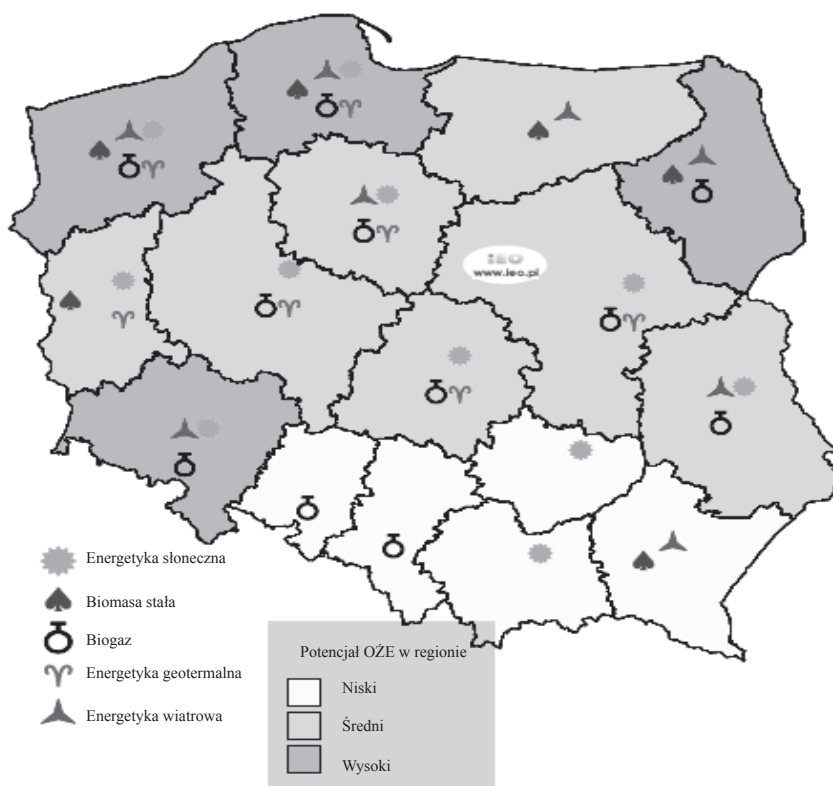 iEO
www.ieo.pl
Energetyka słoneczna
Biomasa stała
Biogaz
Energetyka geotermalna
Energetyka wiatrowa
Potencjał OŹE w regionie
Niski
Średni
Wysoki